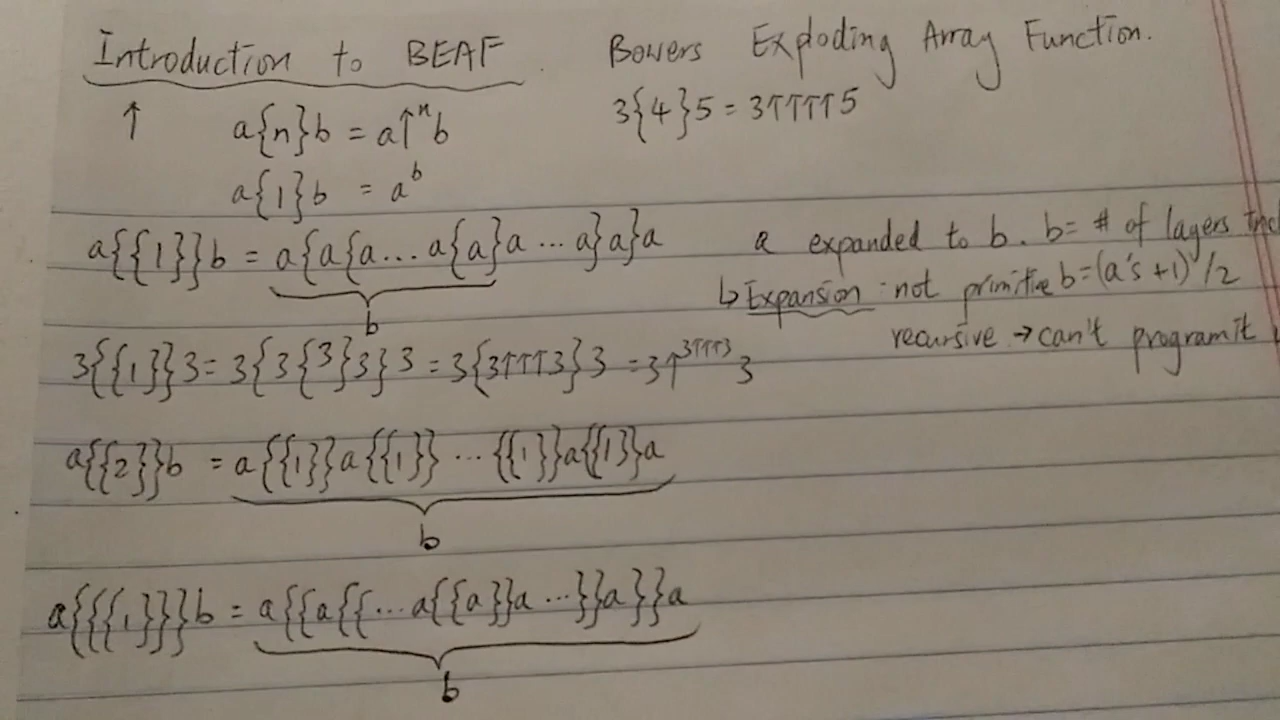 Introduction to BEAF. Bowers Exploding Array Function.
↑ a{n}b = a↑ⁿb 3{4}5 = 3↑↑↑↑5
a{1}b = aᵇ
a{{1}}b = a{a{a...a{a}a...a}a}a a expanded to b. b= # of layers
b
↳Expansion: not primitive b=(a's +1)/2
recursive → can't program it
3{{1}}3 = 3{3{3}3}3 = 3{3↑↑↑3}3 = 3↑³↑↑↑³3
a{{2}}b = a{{1}}a{{1}} ... {{1}}a{{1}}a
b
a{{{1}}}b = a{{a{{...a{{a}}a...}}a}}a
b